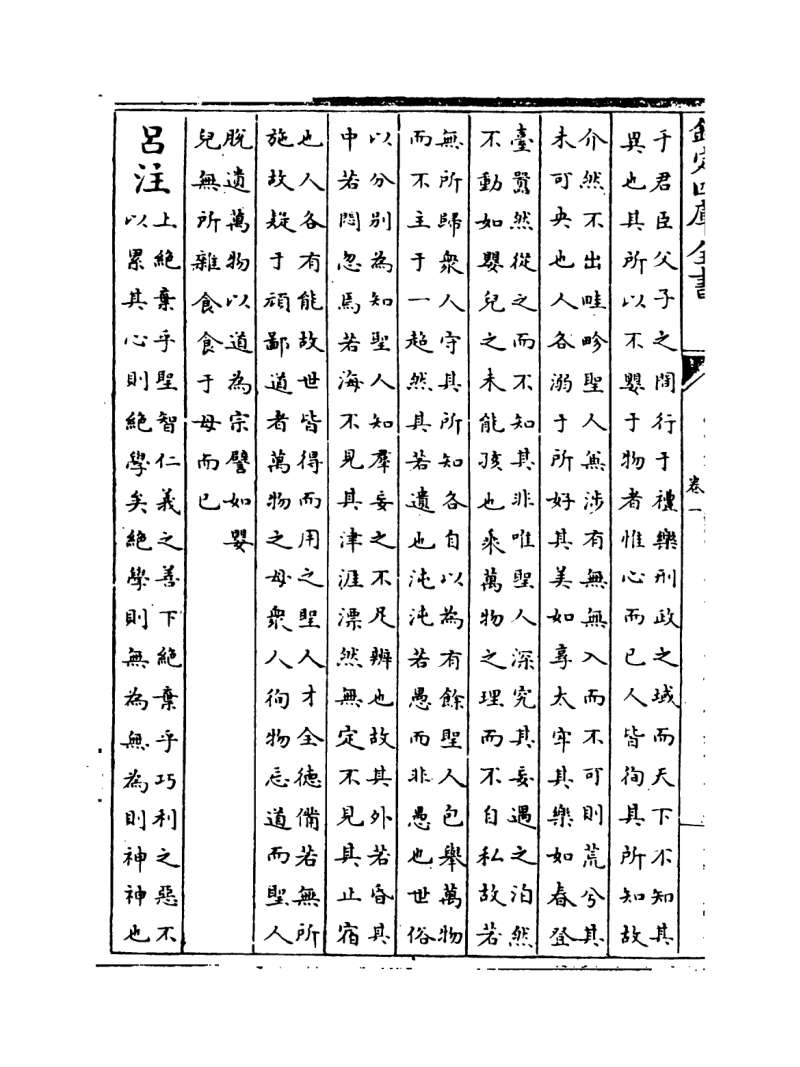 欽定四庫全書
卷一
于君臣父子之間行于禮樂刑政之域而天下不知其
異也其所以不嬰于物者惟心而已人皆徇其所知故
介然不出畦畛聖人無涉有無無入而不可則荒兮其
未可央也人各溺于所好其美如享太牢其樂如春登
臺嚻然從之而不知其非唯聖人深究其妄遇之泊然
不動如嬰兒之未能孩也乘萬物之理而不自私故若
無所歸衆人守其所知各自以為有餘聖人包舉萬物
而不主于一超然其若遺也沌沌若愚而非愚也世俗
以分别為知聖人知羣妄之不足辨也故其外若昏其
中若悶忽焉若海不見其津涯漂然無定不見其止宿
也人各有能故世皆得而用之聖人才全德備若無所
施故疑于頑鄙道者萬物之母衆人徇物忘道而聖人
脫遺萬物以道為宗譬如嬰
兒無所雜食食于母而已
呂注
上絶棄乎聖智仁義之善下絶棄乎巧利之惡不
以累其心則絶學矣絶學則無為無為則神神也